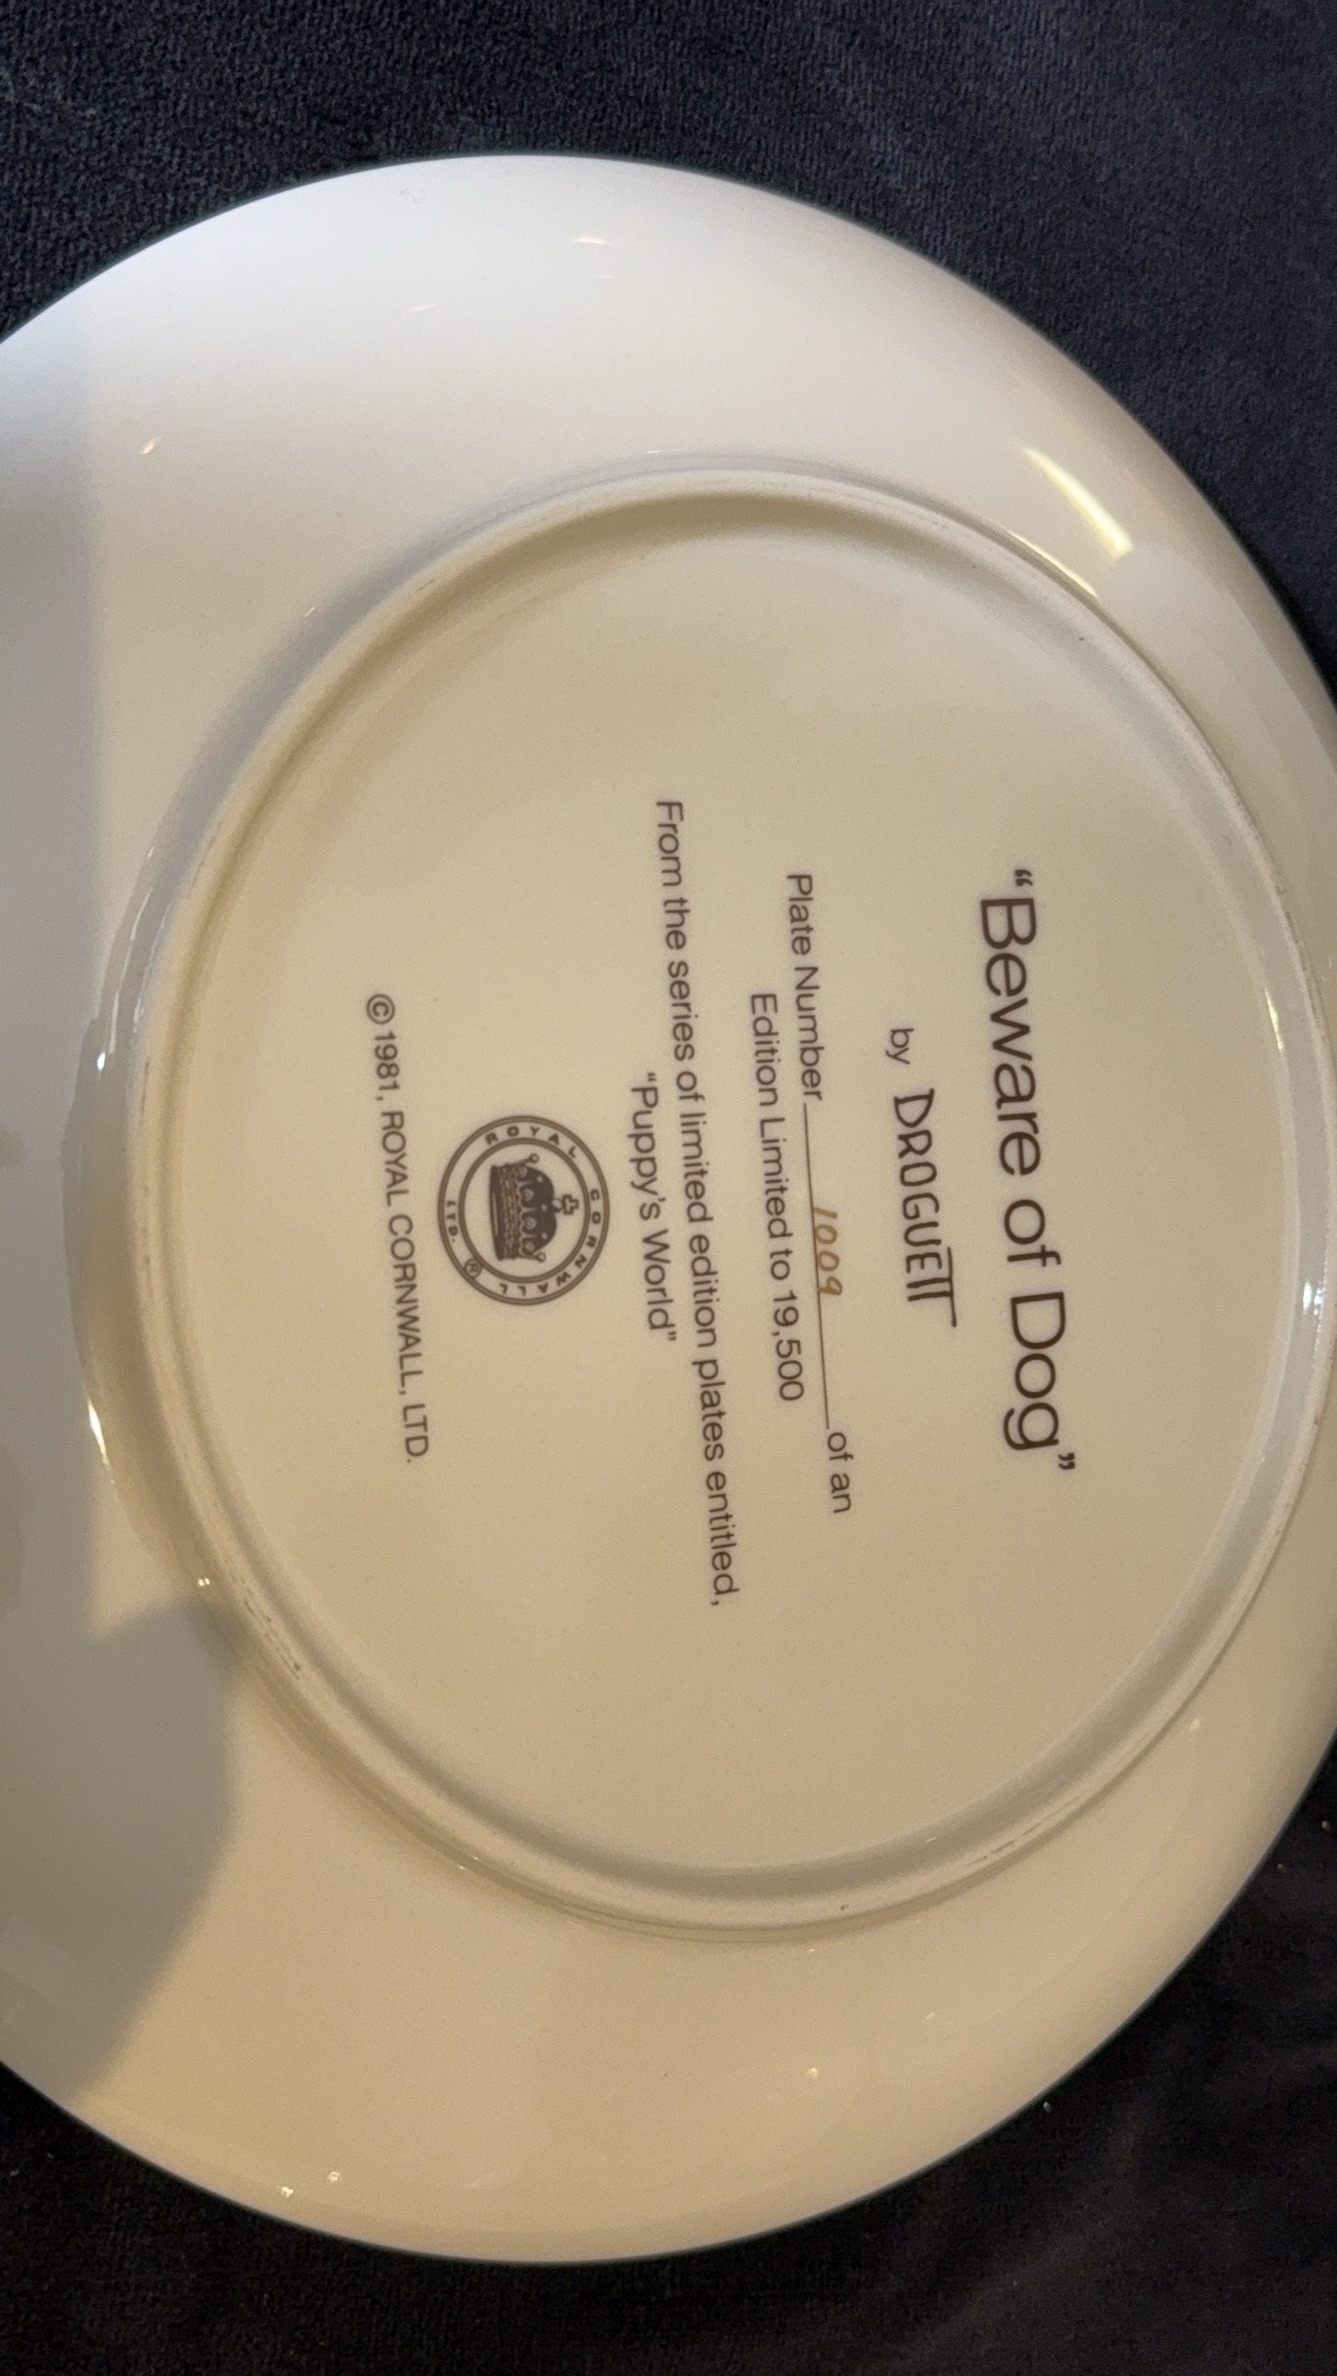 “Beware of Dog”
by DROGUETT
Plate Number 1009 of an
Edition Limited to 19,500
From the series of limited edition plates entitled,
“Puppy's World”
ROYAL CORNWALL LTD. ®
© 1981, ROYAL CORNWALL, LTD.